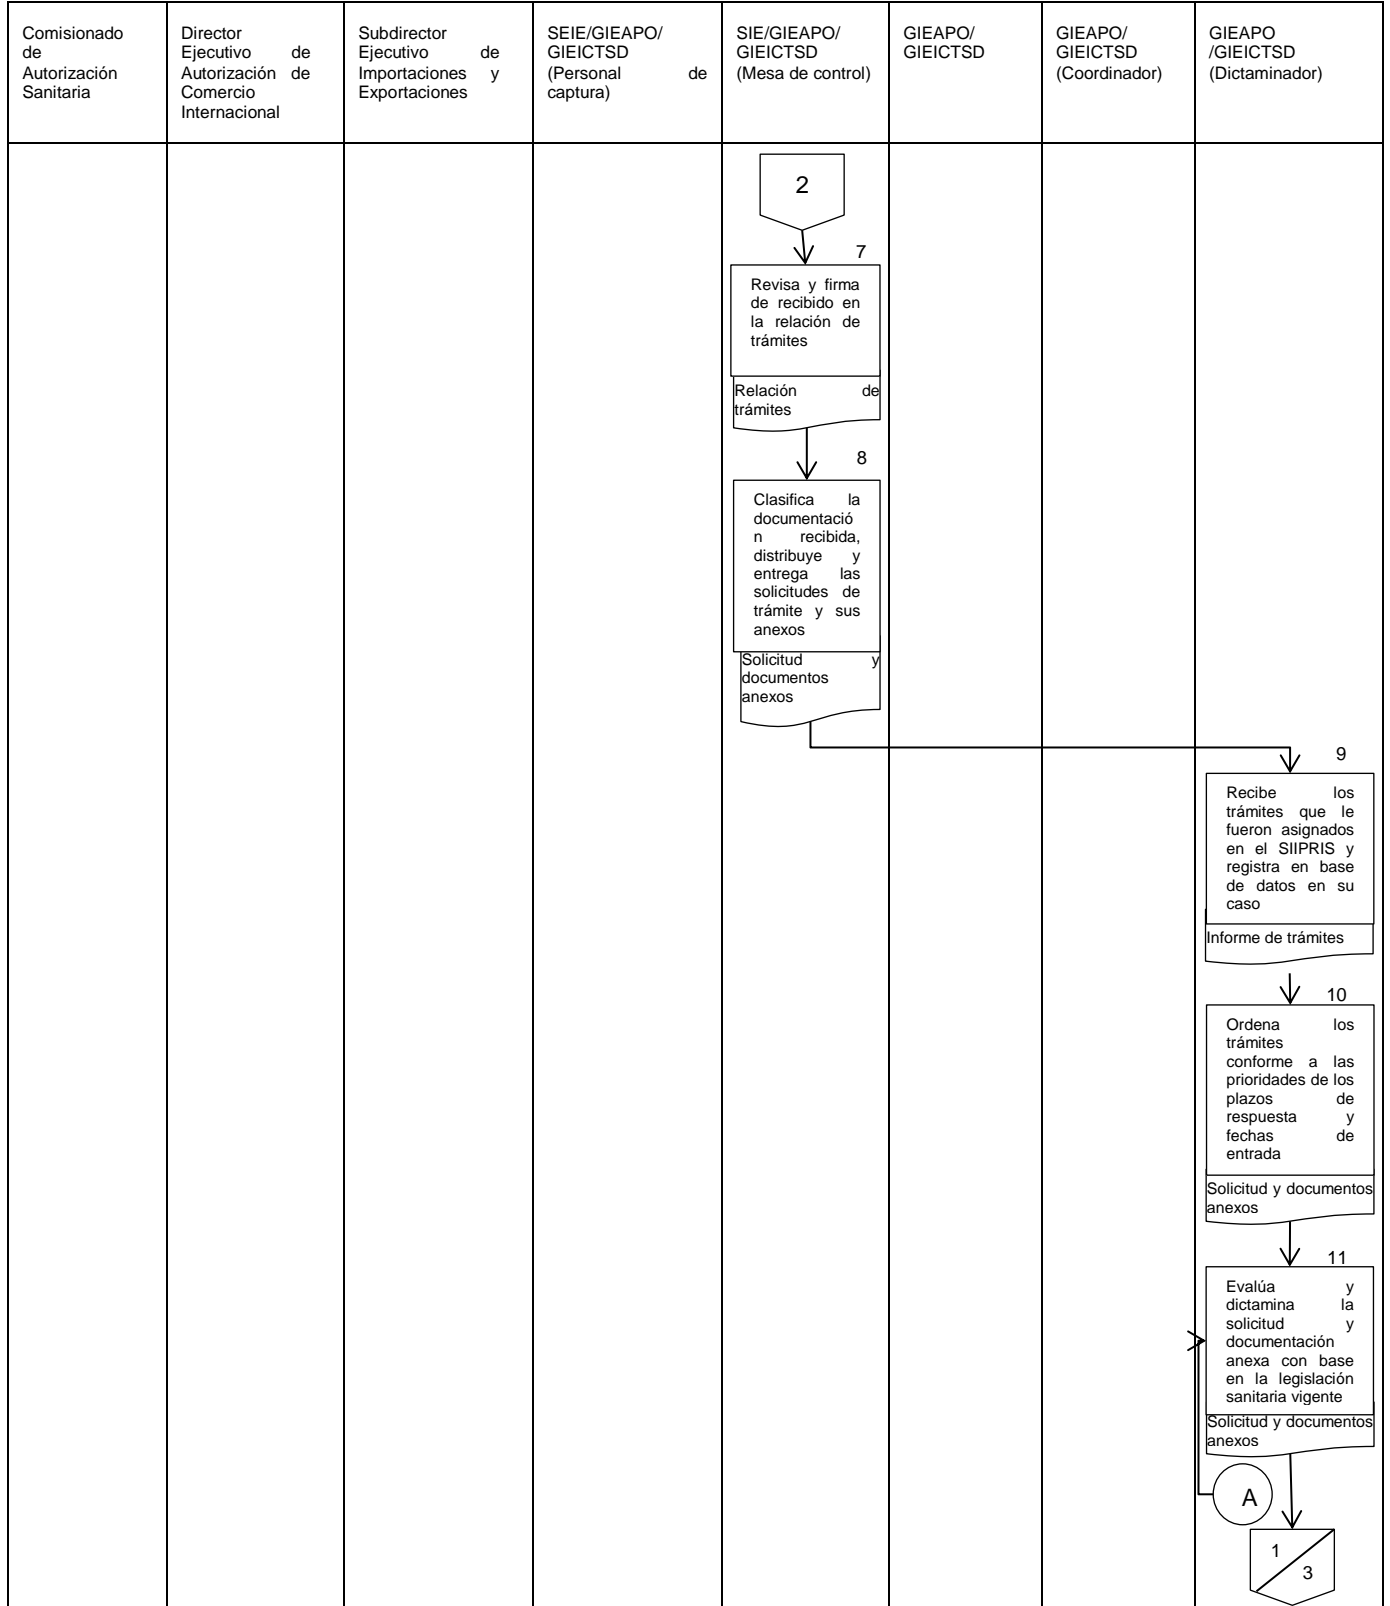 Comisionado
de
Autorización
Sanitaria
Director
Ejecutivo de
Autorización de
Comercio
Internacional
Subdirector
Ejecutivo de
Importaciones y
Exportaciones
SEIE/GIEAPO/
GIEICTSD
(Personal de
captura)
SIE/GIEAPO/
GIEICTSD
(Mesa de control)
GIEAPO/
GIEICTSD
GIEAPO/
GIEICTSD
(Coordinador)
GIEAPO
/GIEICTSD
(Dictaminador)
2
7
Revisa y firma
de recibido en
la relación de
trámites
Relación de
trámites
8
Clasifica la
documentació
n recibida,
distribuye y
entrega las
solicitudes de
trámite y sus
anexos
Solicitud y
documentos
anexos
9
Recibe los
trámites que le
fueron asignados
en el SIIPRIS y
registra en base
de datos en su
caso
Informe de trámites
10
Ordena los
trámites
conforme a las
prioridades de los
plazos de
respuesta y
fechas de
entrada
Solicitud y documentos
anexos
11
Evalúa y
dictamina la
solicitud y
documentación
anexa con base
en la legislación
sanitaria vigente
Solicitud y documentos
anexos
A
1
3